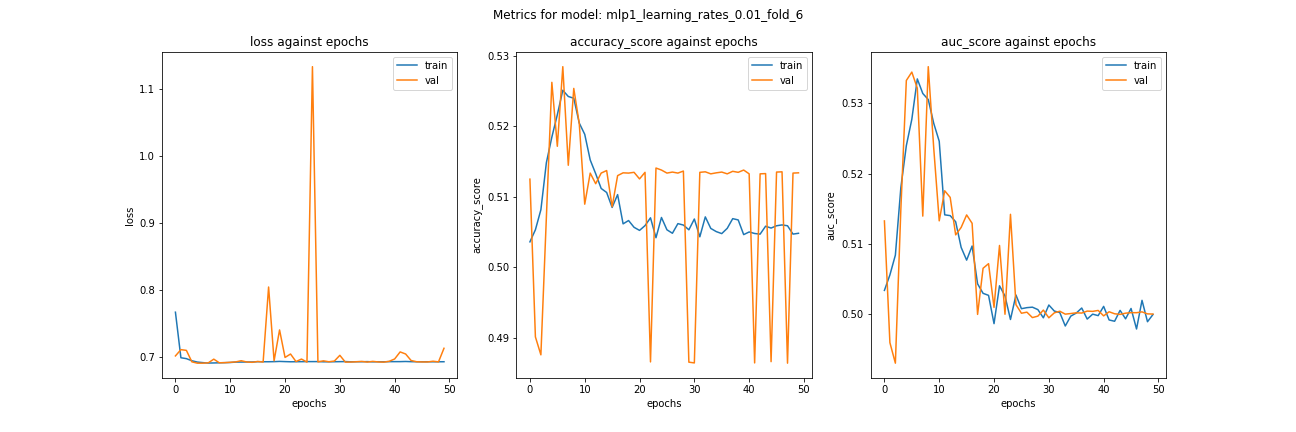 Metrics for model: mlp1_learning_rates_0.01_fold_6
loss against epochs
train
val
1.1
1.0
0.9
0.8
0.7
loss
0 10 20 30 40 50
epochs
accuracy_score against epochs
train
val
0.53
0.52
0.51
0.50
0.49
accuracy_score
0 10 20 30 40 50
epochs
auc_score against epochs
train
val
0.53
0.52
0.51
0.50
auc_score
0 10 20 30 40 50
epochs